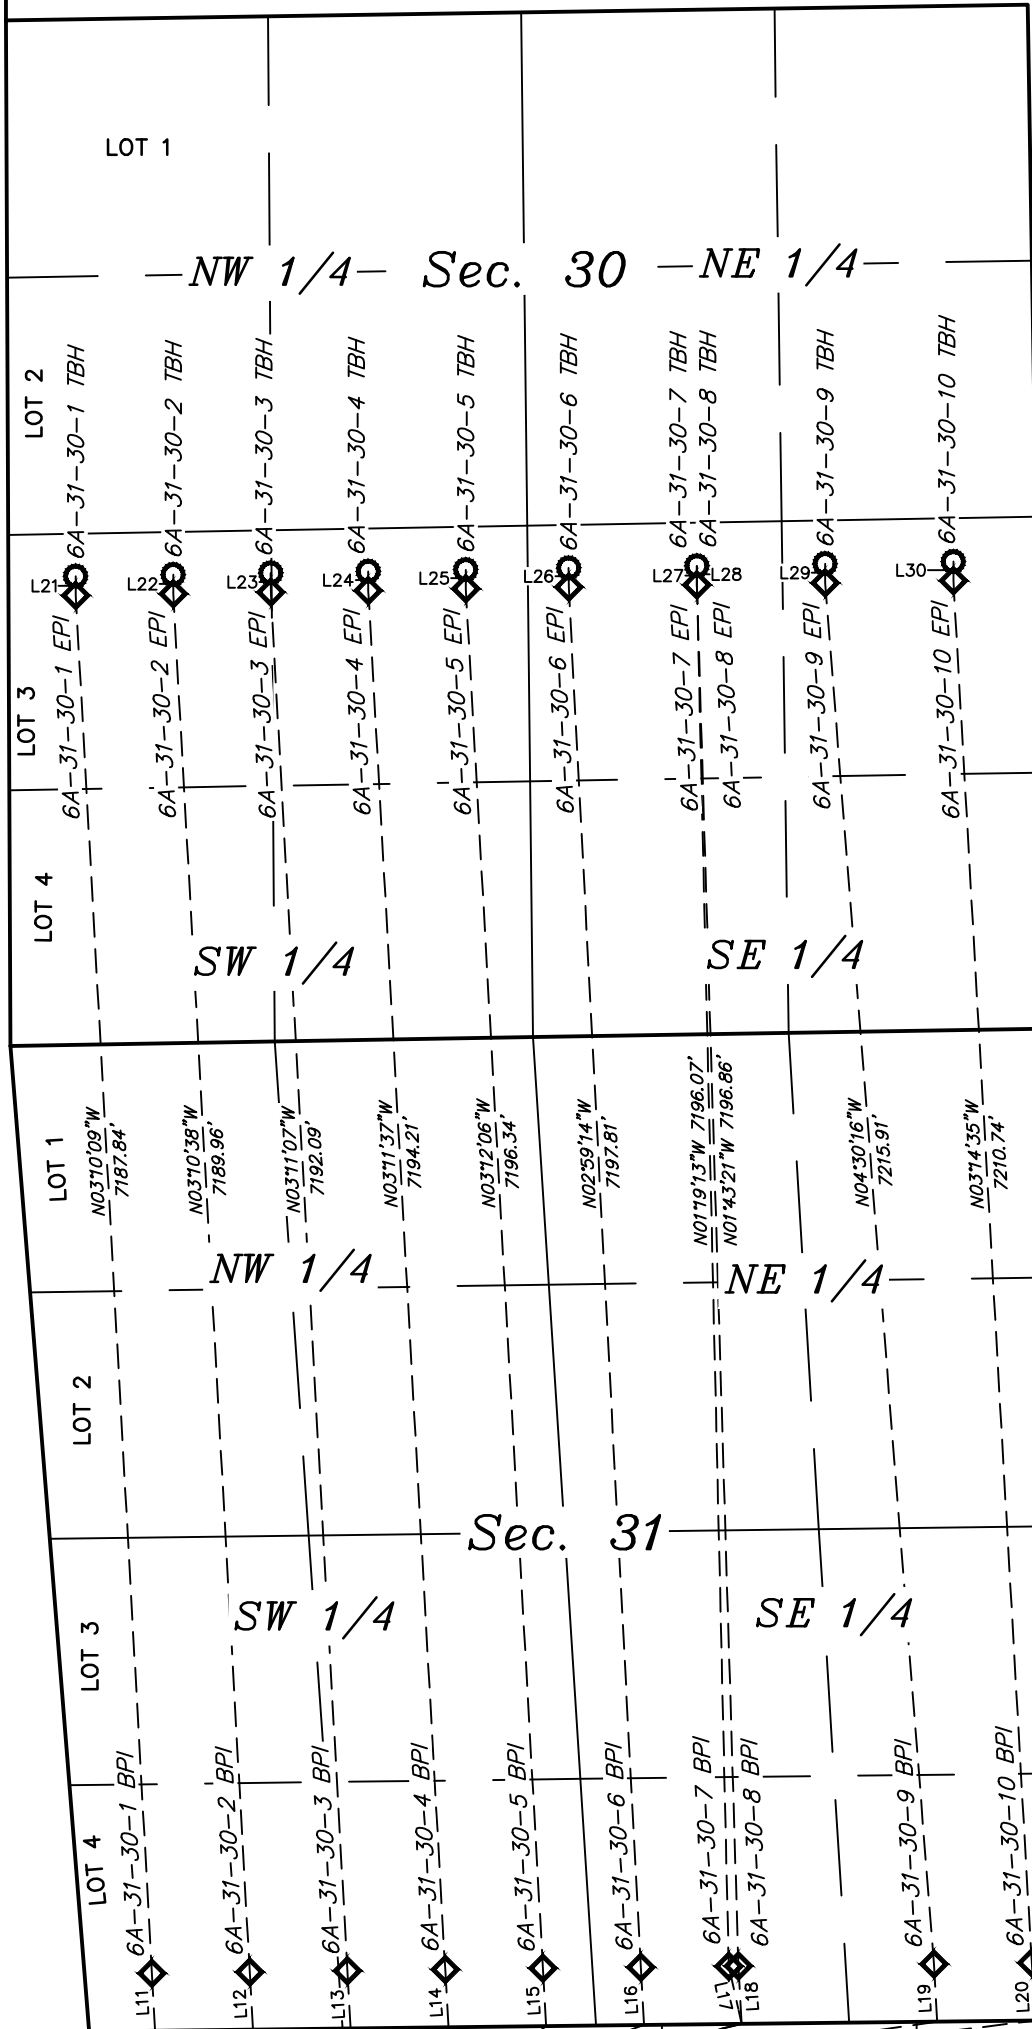 LOT 1
NW 1/4 Sec. 30 NE 1/4
LOT 2
6A-31-30-1 TBH
6A-31-30-2 TBH
6A-31-30-3 TBH
6A-31-30-4 TBH
6A-31-30-5 TBH
6A-31-30-6 TBH
6A-31-30-7 TBH
6A-31-30-8 TBH
6A-31-30-9 TBH
6A-31-30-10 TBH
L21
L22
L23
L24
L25
L26
L27
L28
L29
L30
LOT 3
6A-31-30-1 EPI
6A-31-30-2 EPI
6A-31-30-3 EPI
6A-31-30-4 EPI
6A-31-30-5 EPI
6A-31-30-6 EPI
6A-31-30-7 EPI
6A-31-30-8 EPI
6A-31-30-9 EPI
6A-31-30-10 EPI
LOT 4
SW 1/4
SE 1/4
LOT 1
N03°10'09"W
7187.84'
N03°10'38"W
7189.96'
N03°11'07"W
7192.09'
N03°11'37"W
7194.21'
N03°12'06"W
7196.34'
N02°59'14"W
7197.81'
N01°19'13"W 7196.07'
N01°43'21"W 7196.86'
N04°30'16"W
7215.91'
N03°14'35"W
7210.74'
NW 1/4
NE 1/4
LOT 2
Sec. 31
SW 1/4
SE 1/4
LOT 3
LOT 4
6A-31-30-1 BPI
6A-31-30-2 BPI
6A-31-30-3 BPI
6A-31-30-4 BPI
6A-31-30-5 BPI
6A-31-30-6 BPI
6A-31-30-7 BPI
6A-31-30-8 BPI
6A-31-30-9 BPI
6A-31-30-10 BPI
L11
L12
L13
L14
L15
L16
L17
L18
L19
L20